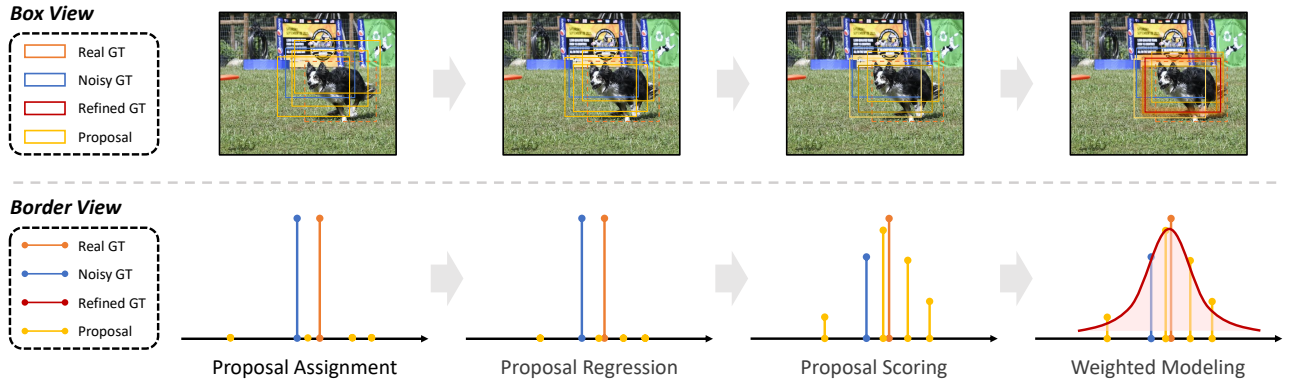 Box View
Real GT
Noisy GT
Refined GT
Proposal
Border View
Real GT
Noisy GT
Refined GT
Proposal
Proposal Assignment
Proposal Regression
Proposal Scoring
Weighted Modeling